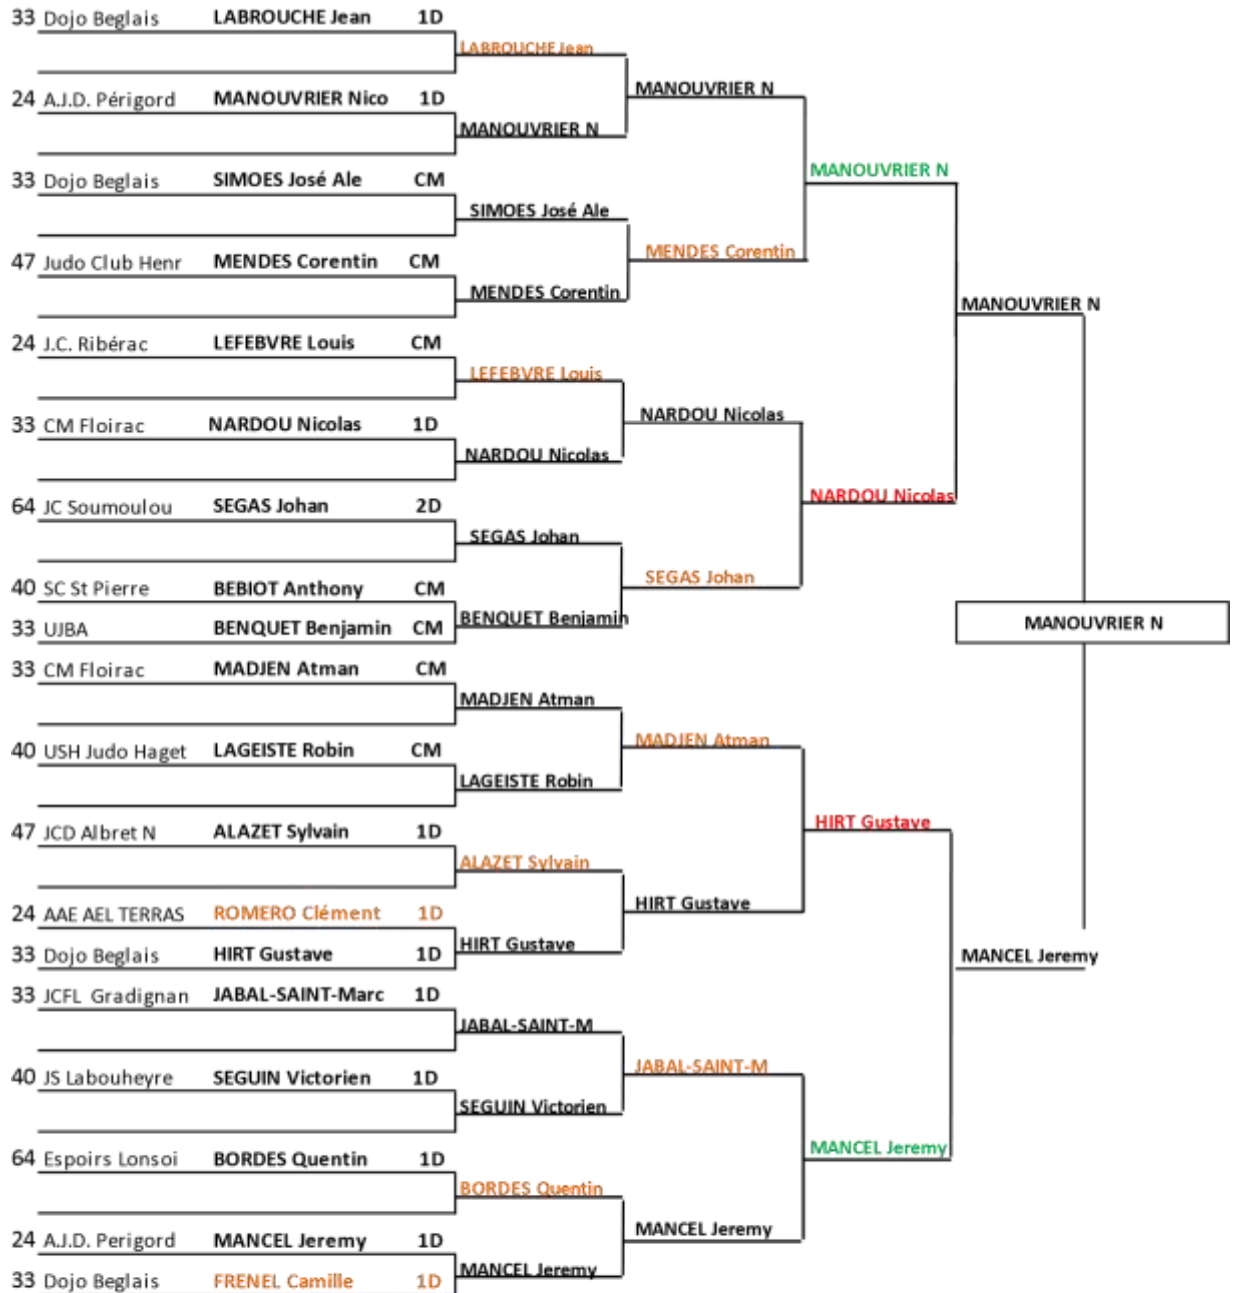 33 Dojo Beglais LABROUCHE Jean 1D
LABROUCHE Jean
MANOUVRIER N
24 A.J.D. Périgord MANOUVRIER Nico 1D
MANOUVRIER N
MANOUVRIER N
33 Dojo Beglais SIMOES José Ale CM
SIMOES José Ale
MENDES Corentin
47 Judo Club Henr MENDES Corentin CM
MENDES Corentin
MANOUVRIER N
24 J.C. Ribérac LEFEBVRE Louis CM
LEFEBVRE Louis
NARDOU Nicolas
33 CM Floirac NARDOU Nicolas 1D
NARDOU Nicolas
NARDOU Nicolas
64 JC Soumoulou SEGAS Johan 2D
SEGAS Johan
SEGAS Johan
40 SC St Pierre BEBIOT Anthony CM
BENQUET Benjamin
MANOUVRIER N
33 UJBA BENQUET Benjamin CM
33 CM Floirac MADJEN Atman CM
MADJEN Atman
MADJEN Atman
40 USH Judo Haget LAGEISTE Robin CM
LAGEISTE Robin
HIRT Gustave
47 JCD Albret N ALAZET Sylvain 1D
ALAZET Sylvain
HIRT Gustave
24 AAE AEL TERRAS ROMERO Clément 1D
HIRT Gustave
33 Dojo Beglais HIRT Gustave 1D
MANCEL Jeremy
33 JCFL Gradignan JABAL-SAINT-Marc 1D
JABAL-SAINT-M
JABAL-SAINT-M
40 JS Labouheyre SEGUIN Victorien 1D
SEGUIN Victorien
MANCEL Jeremy
64 Espoirs Lonsoi BORDES Quentin 1D
BORDES Quentin
MANCEL Jeremy
24 A.J.D. Perigord MANCEL Jeremy 1D
MANCEL Jeremy
33 Dojo Beglais FRENEL Camille 1D